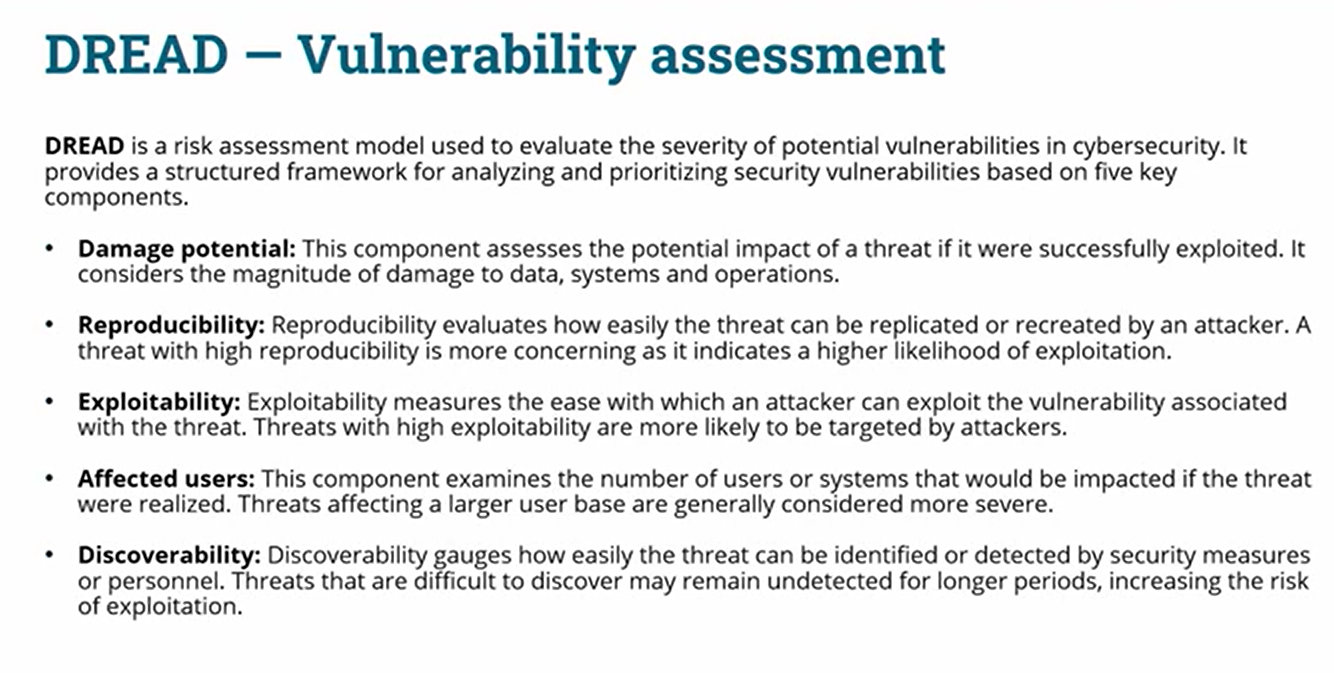 DREAD — Vulnerability assessment
DREAD is a risk assessment model used to evaluate the severity of potential vulnerabilities in cybersecurity. It
provides a structured framework for analyzing and prioritizing security vulnerabilities based on five key
components.
• Damage potential: This component assesses the potential impact of a threat if it were successfully exploited. It
considers the magnitude of damage to data, systems and operations.
• Reproducibility: Reproducibility evaluates how easily the threat can be replicated or recreated by an attacker. A
threat with high reproducibility is more concerning as it indicates a higher likelihood of exploitation.
• Exploitability: Exploitability measures the ease with which an attacker can exploit the vulnerability associated
with the threat. Threats with high exploitability are more likely to be targeted by attackers.
• Affected users: This component examines the number of users or systems that would be impacted if the threat
were realized. Threats affecting a larger user base are generally considered more severe.
• Discoverability: Discoverability gauges how easily the threat can be identified or detected by security measures
or personnel. Threats that are difficult to discover may remain undetected for longer periods, increasing the risk
of exploitation.